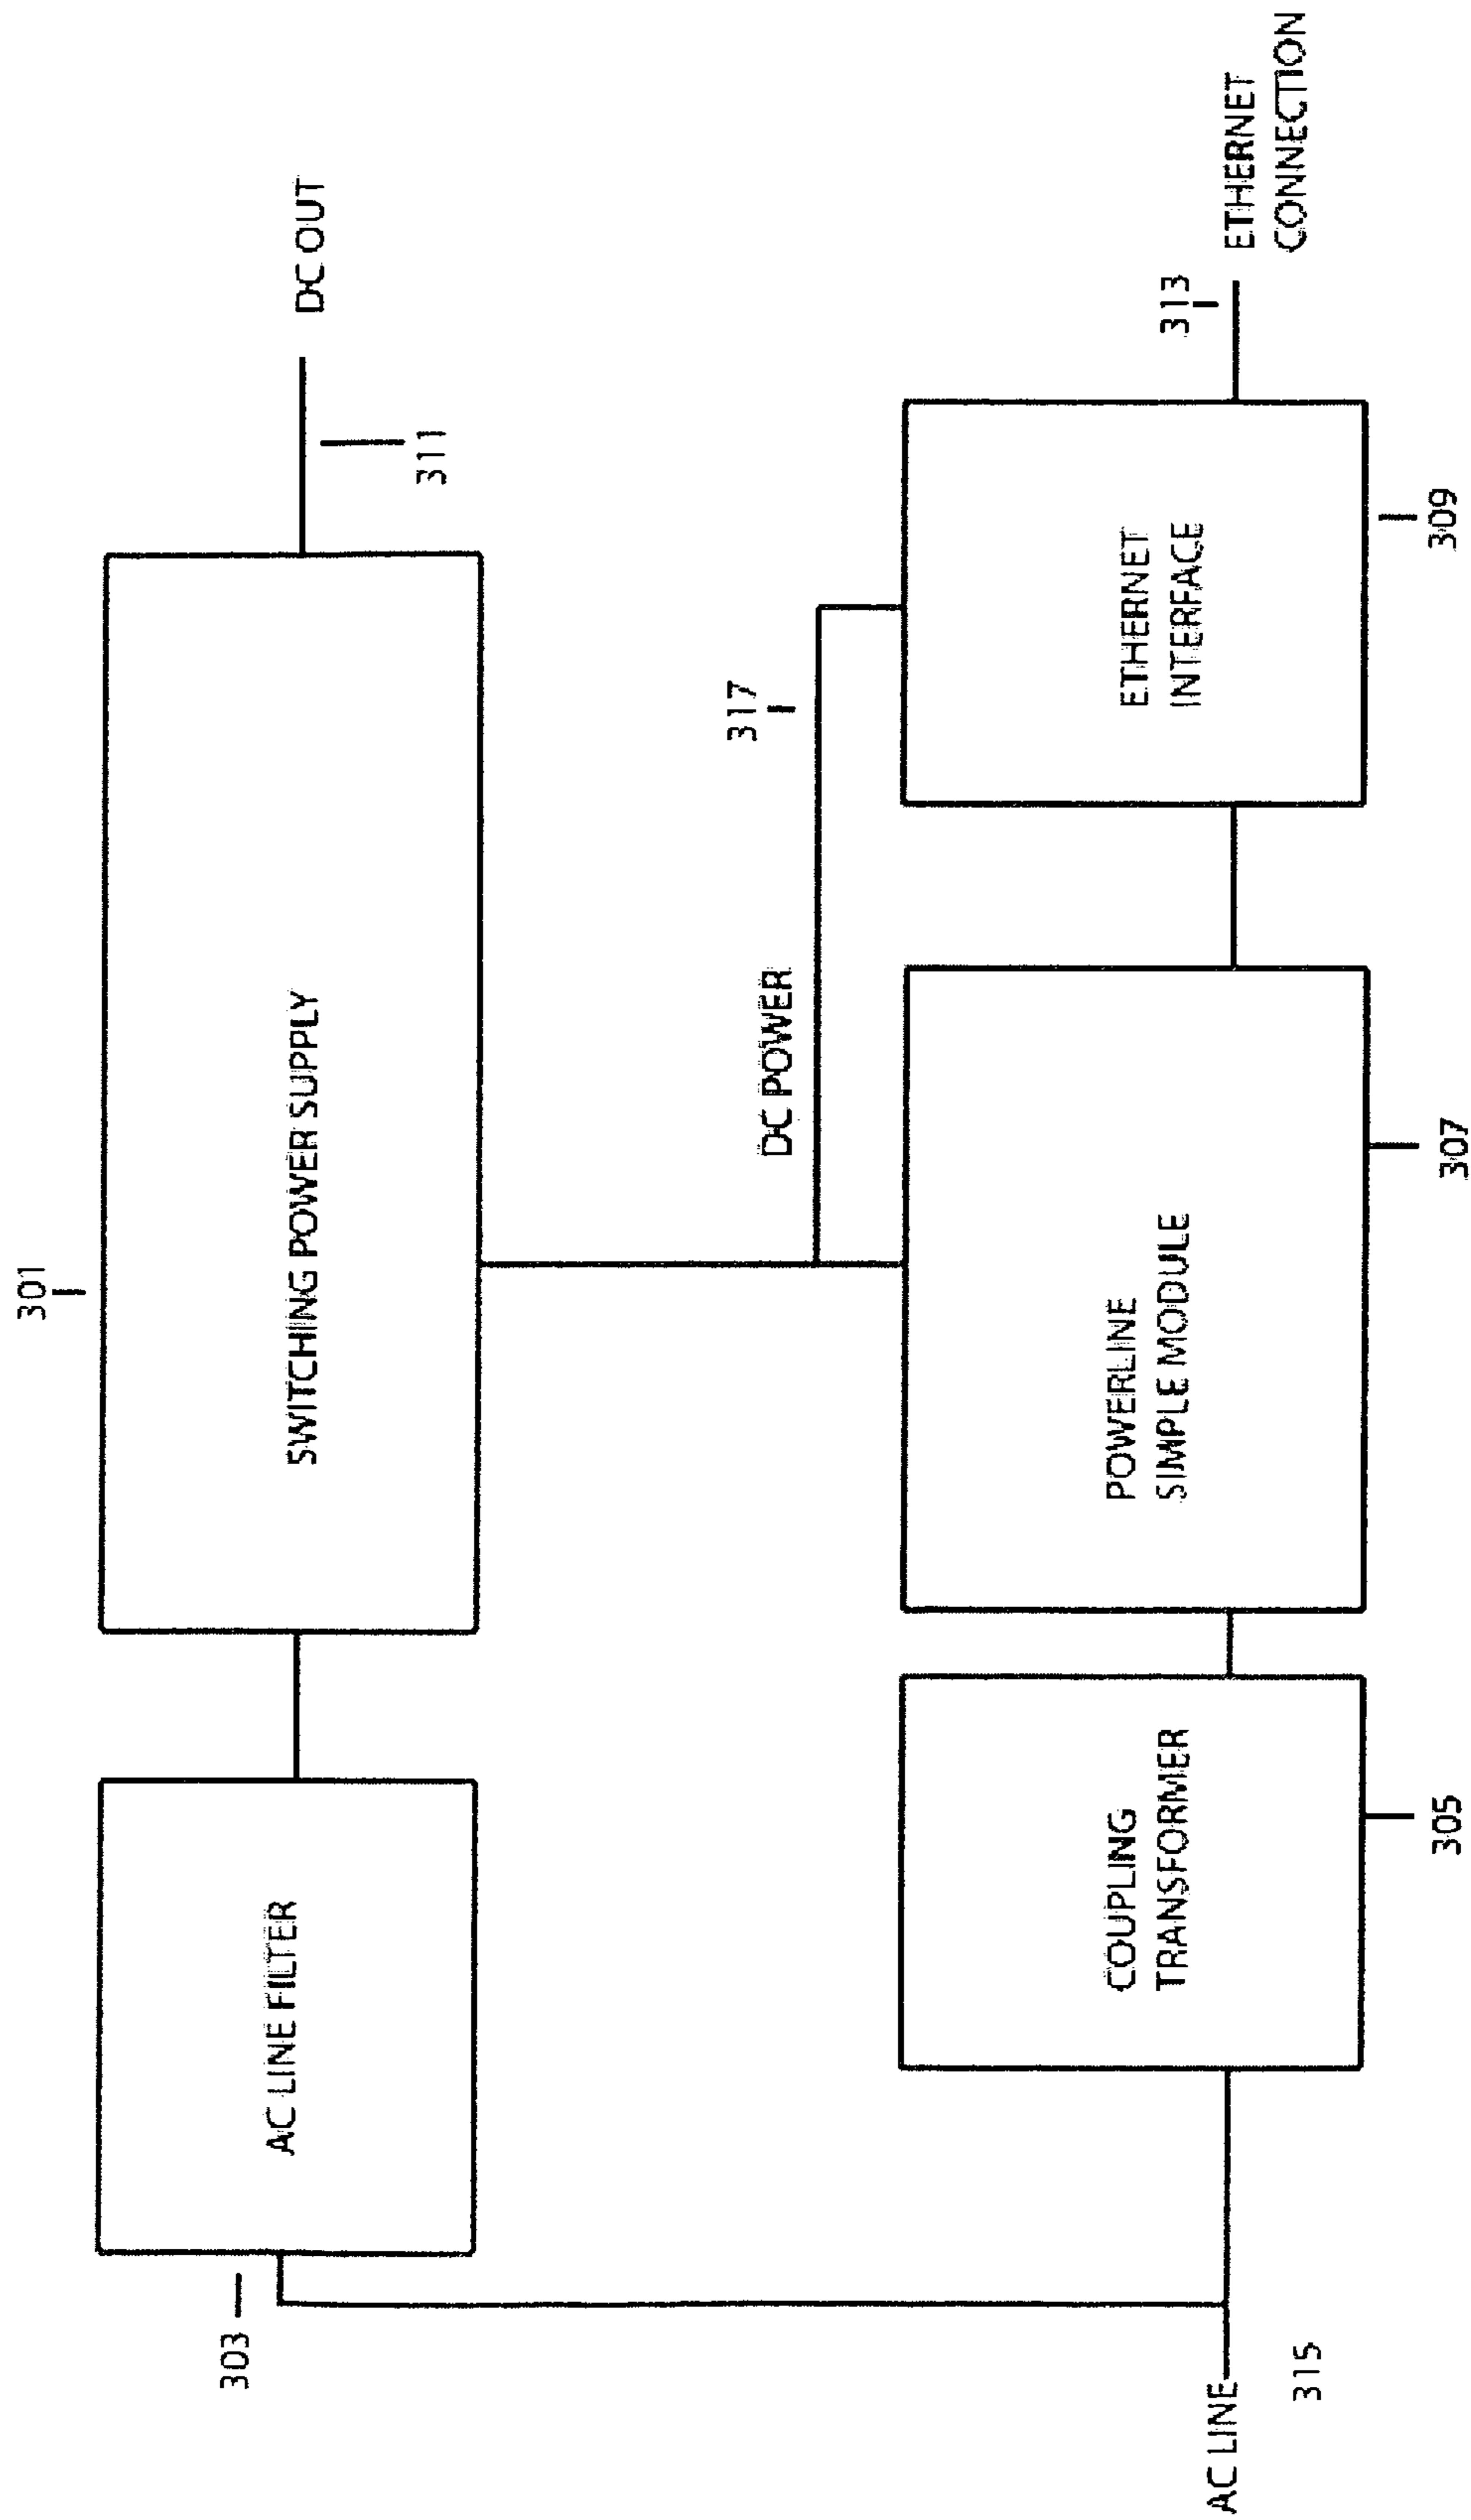 301
SWITCHING POWER SUPPLY
DC OUT
311
303
AC LINE FILTER
DC POWER
317
313
ETHERNET
CONNECTION
AC LINE
315
COUPLING
TRANSFORMER
305
POWERLINE
SIMPLE MODULE
307
ETHERNET
INTERFACE
309